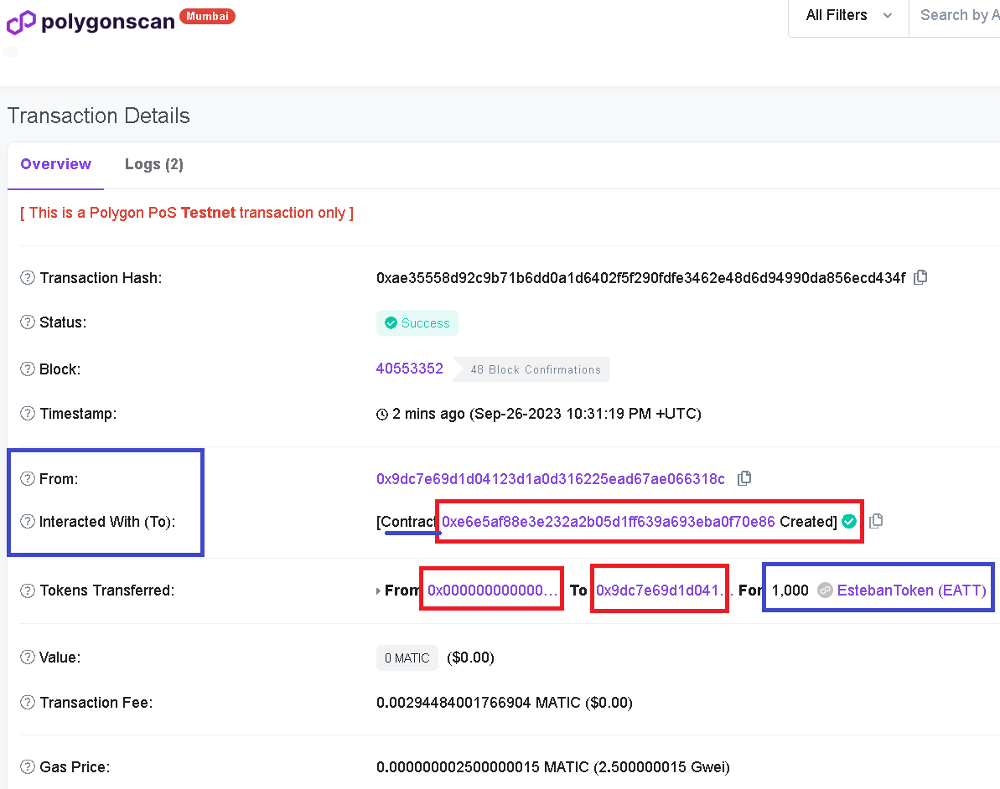 polygonscan Mumbai
All Filters Search by A
Transaction Details
Overview Logs (2)
[ This is a Polygon PoS Testnet transaction only ]
Transaction Hash: 0xae35558d92c9b71b6dd0a1d6402f5f290fdfe3462e48d6d94990da856ecd434f
Status: Success
Block: 40553352 48 Block Confirmations
Timestamp: 2 mins ago (Sep-26-2023 10:31:19 PM +UTC)
From: 0x9dc7e69d1d04123d1a0d316225ead67ae066318c
Interacted With (To): [Contract 0xe6e5af88e3e232a2b05d1ff639a693eba0f70e86 Created]
Tokens Transferred: From 0x000000000000... To 0x9dc7e69d1d041... For 1,000 EstebanToken (EATT)
Value: 0 MATIC ($0.00)
Transaction Fee: 0.00294484001766904 MATIC ($0.00)
Gas Price: 0.000000002500000015 MATIC (2.500000015 Gwei)